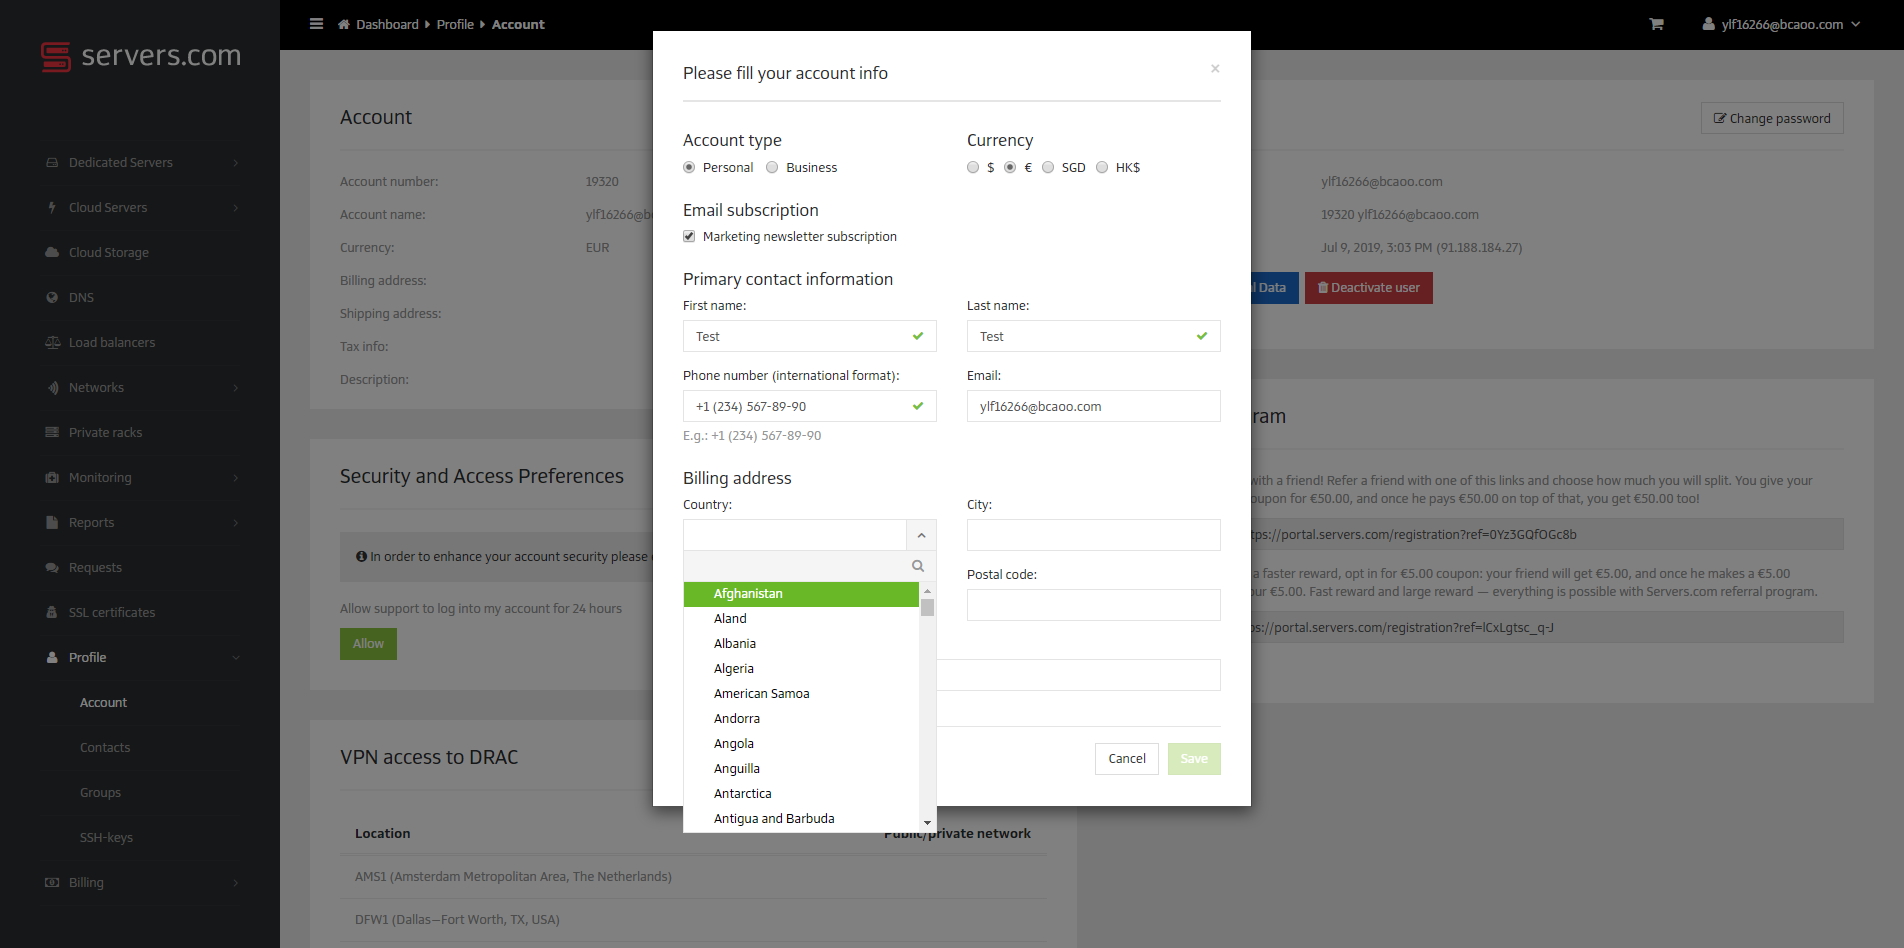 servers.com
Dashboard Profile Account
ylf16266@bcaoo.com
Dedicated Servers
Cloud Servers
Cloud Storage
DNS
Load balancers
Networks
Private racks
Monitoring
Reports
Requests
SSL certificates
Profile
Account
Contacts
Groups
SSH-keys
Billing
Account
Account number: 19320
Account name: ylf16266@b
Currency: EUR
Billing address:
Shipping address:
Tax info:
Description:
Security and Access Preferences
In order to enhance your account security please
Allow support to log into my account for 24 hours
Allow
VPN access to DRAC
Location Public/private network
AMS1 (Amsterdam Metropolitan Area, The Netherlands)
DFW1 (Dallas—Fort Worth, TX, USA)
Please fill your account info ×
Account type
Personal Business
Currency
$ € SGD HK$
Email subscription
Marketing newsletter subscription
Primary contact information
First name:
Test
Last name:
Test
Phone number (international format):
+1 (234) 567-89-90
E.g.: +1 (234) 567-89-90
Email:
ylf16266@bcaoo.com
Billing address
Country:
Afghanistan
Aland
Albania
Algeria
American Samoa
Andorra
Angola
Anguilla
Antarctica
Antigua and Barbuda
City:
Postal code:
Cancel Save
Change password
ylf16266@bcaoo.com
19320 ylf16266@bcaoo.com
Jul 9, 2019, 3:03 PM (91.188.184.27)
l Data Deactivate user
ram
with a friend! Refer a friend with one of this links and choose how much you will split. You give your
oupon for €50.00, and once he pays €50.00 on top of that, you get €50.00 too!
tps://portal.servers.com/registration?ref=0Yz3GQfOGc8b
a faster reward, opt in for €5.00 coupon: your friend will get €5.00, and once he makes a €5.00
our €5.00. Fast reward and large reward — everything is possible with Servers.com referral program.
ps://portal.servers.com/registration?ref=lCxLgtsc_q-J